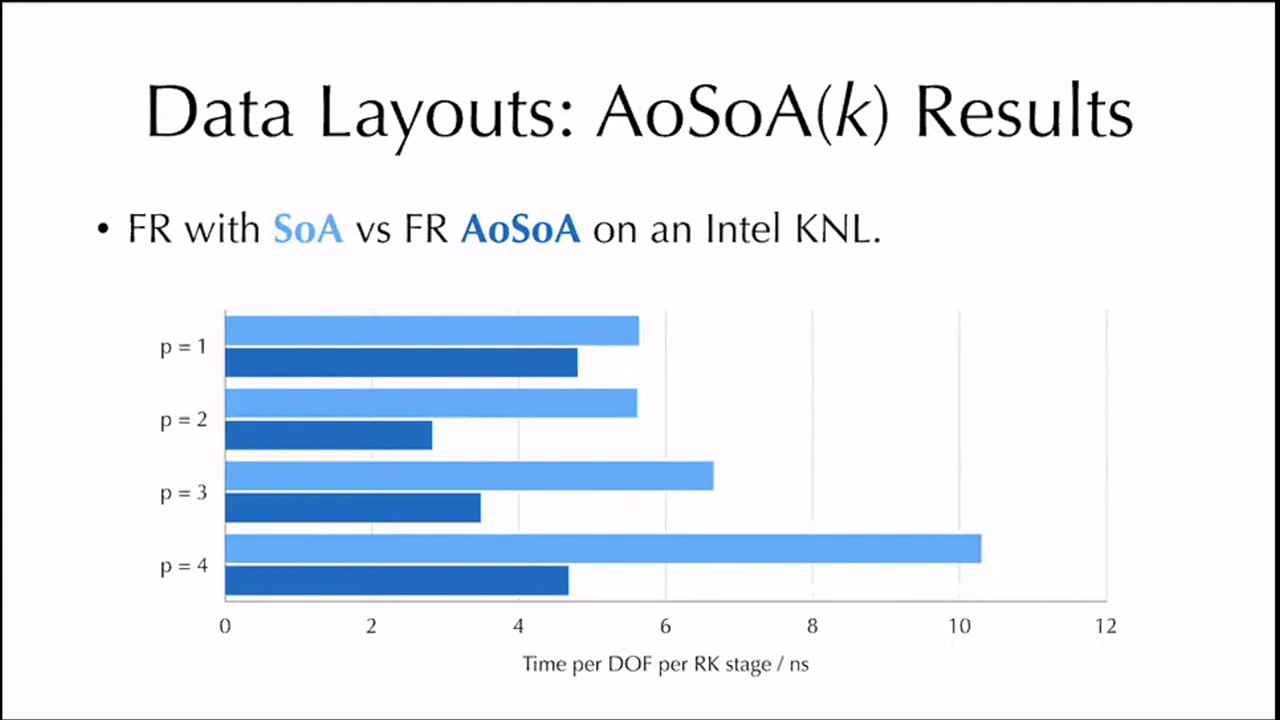 Data Layouts: AoSoA(k) Results
• FR with SoA vs FR AoSoA on an Intel KNL.
p = 1
p = 2
p = 3
p = 4
0 2 4 6 8 10 12
Time per DOF per RK stage / ns